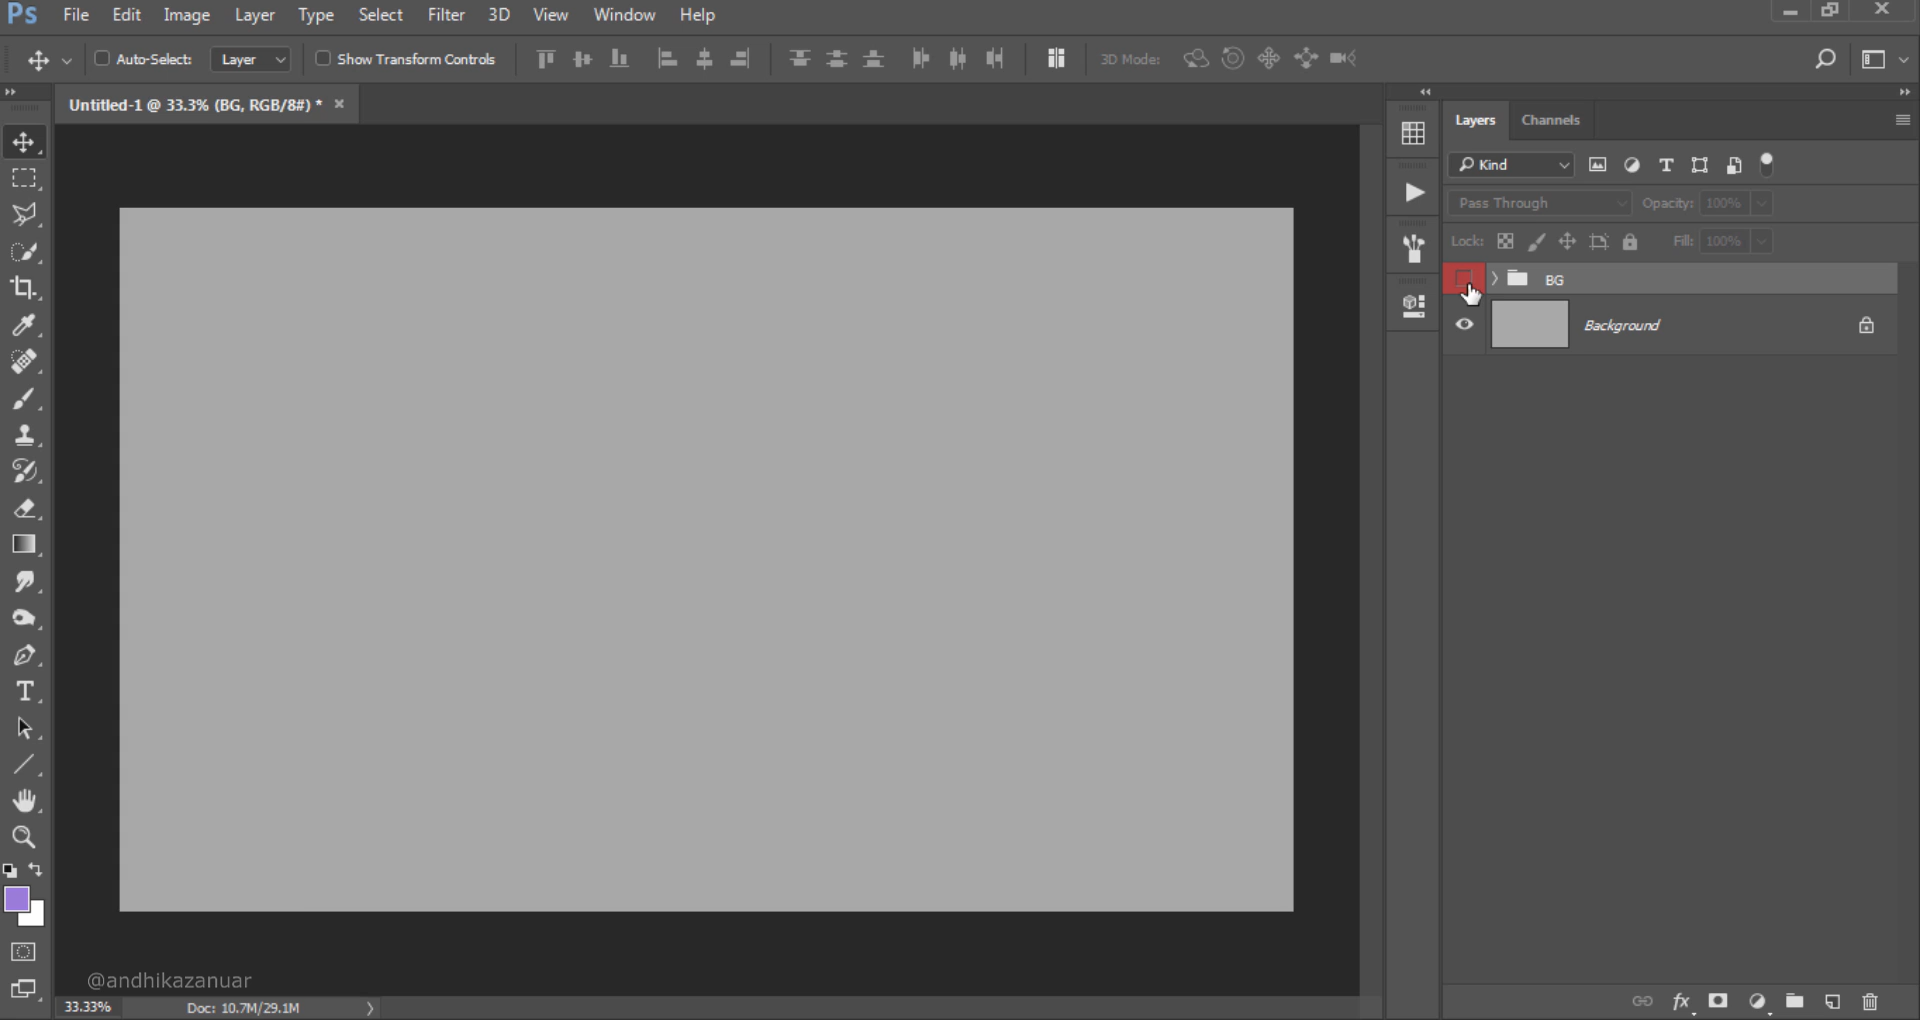 Ps File Edit Image Layer Type Select Filter 3D View Window Help
Auto-Select: Layer Show Transform Controls 3D Mode:
Untitled-1 @ 33.3% (BG, RGB/8#) * ×
Layers Channels
Kind
Pass Through Opacity: 100%
Lock: Fill: 100%
BG
Background
fx
@andhikazanuar
33.33% Doc: 10.7M/29.1M